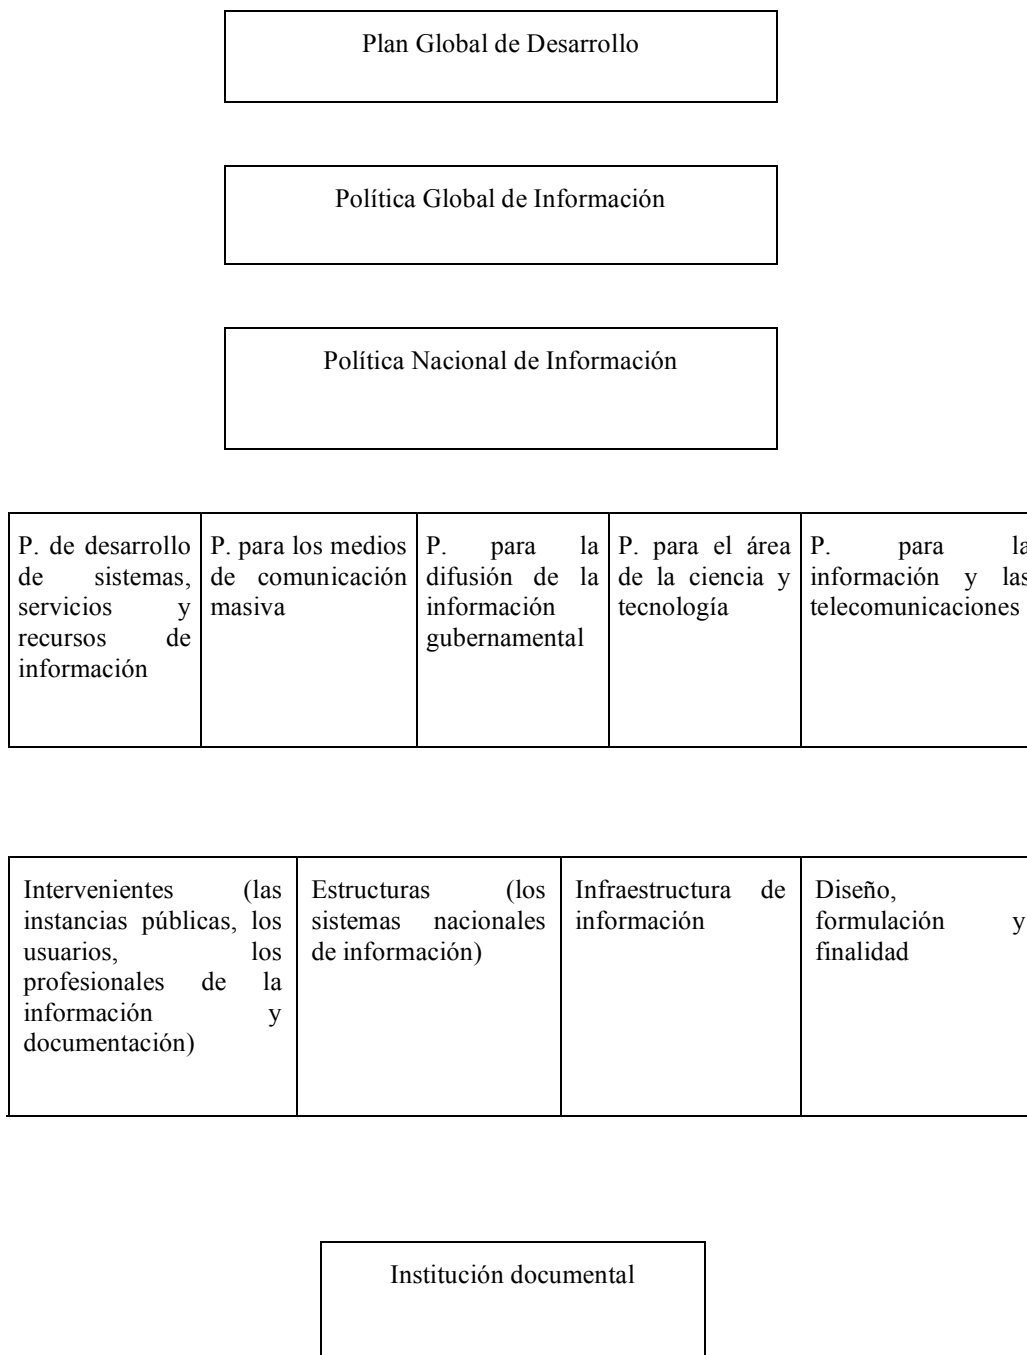 Plan Global de Desarrollo
Política Global de Información
Política Nacional de Información
P. de desarrollo
de sistemas,
servicios y
recursos de
información
P. para los medios
de comunicación
masiva
P. para la
difusión de la
información
gubernamental
P. para el área
de la ciencia y
tecnología
P. para la
información y las
telecomunicaciones
Intervenientes (las
instancias públicas, los
usuarios, los
profesionales de la
información y
documentación)
Estructuras (los
sistemas nacionales
de información)
Infraestructura de
información
Diseño,
formulación y
finalidad
Institución documental